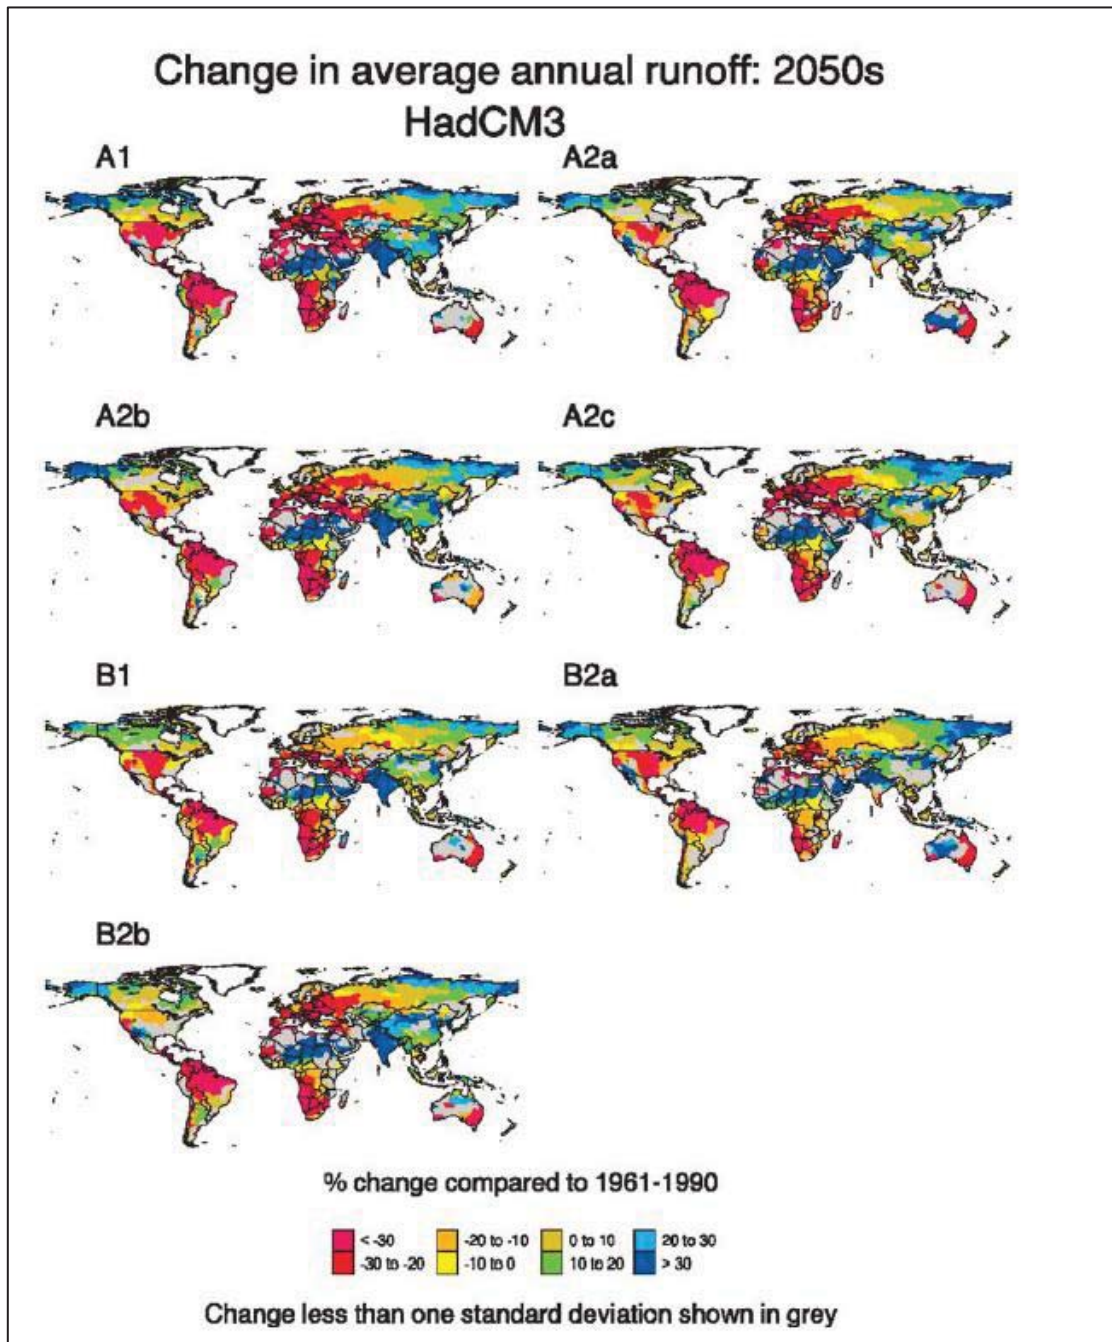 Change in average annual runoff: 2050s
HadCM3
A1
A2a
A2b
A2c
B1
B2a
B2b
% change compared to 1961-1990
< -30
-20 to -10
0 to 10
20 to 30
-30 to -20
-10 to 0
10 to 20
> 30
Change less than one standard deviation shown in grey